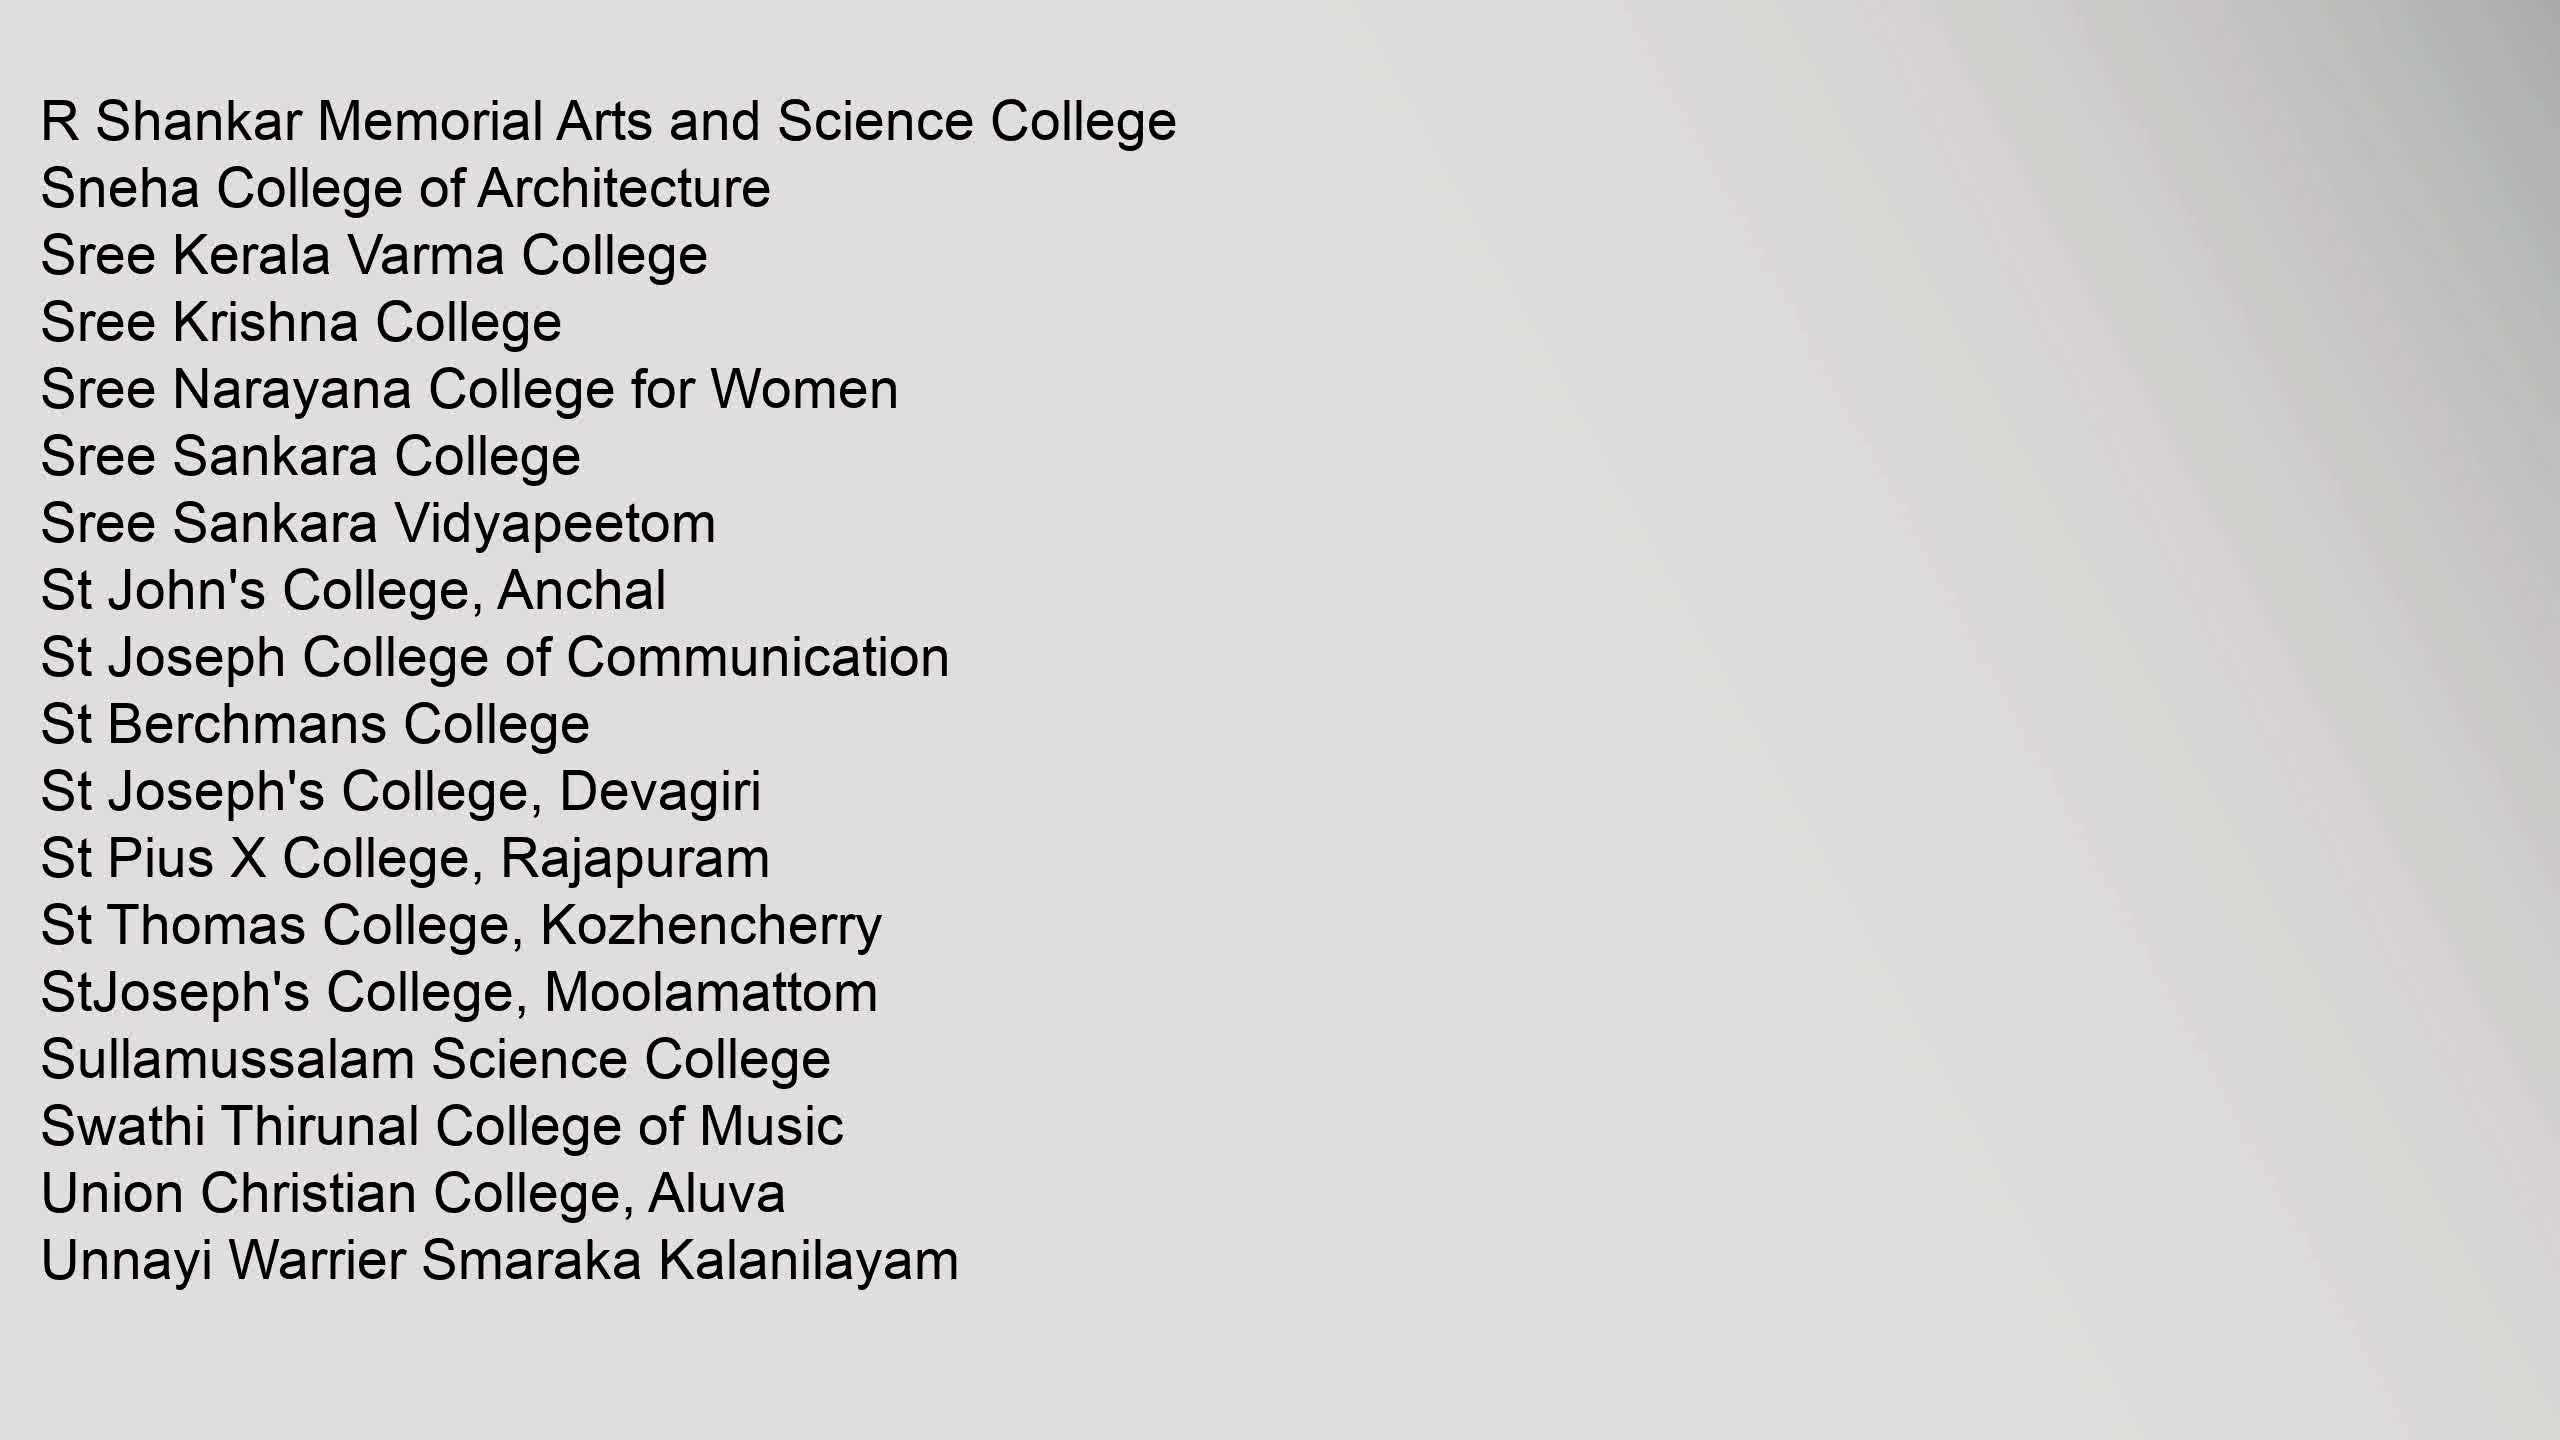 R Shankar Memorial Arts and Science College
Sneha College of Architecture
Sree Kerala Varma College
Sree Krishna College
Sree Narayana College for Women
Sree Sankara College
Sree Sankara Vidyapeetom
St John's College, Anchal
St Joseph College of Communication
St Berchmans College
St Joseph's College, Devagiri
St Pius X College, Rajapuram
St Thomas College, Kozhencherry
StJoseph's College, Moolamattom
Sullamussalam Science College
Swathi Thirunal College of Music
Union Christian College, Aluva
Unnayi Warrier Smaraka Kalanilayam